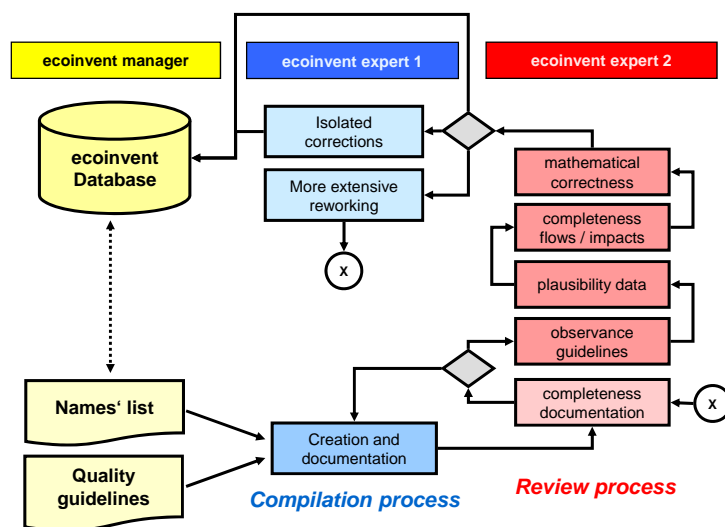 ecoinvent manager
ecoinvent expert 1
ecoinvent expert 2
ecoinvent
Database
Isolated
corrections
More extensive
reworking
X
mathematical
correctness
completeness
flows / impacts
plausibility data
observance
guidelines
completeness
documentation
X
Names‘ list
Quality
guidelines
Creation and
documentation
Compilation process
Review process